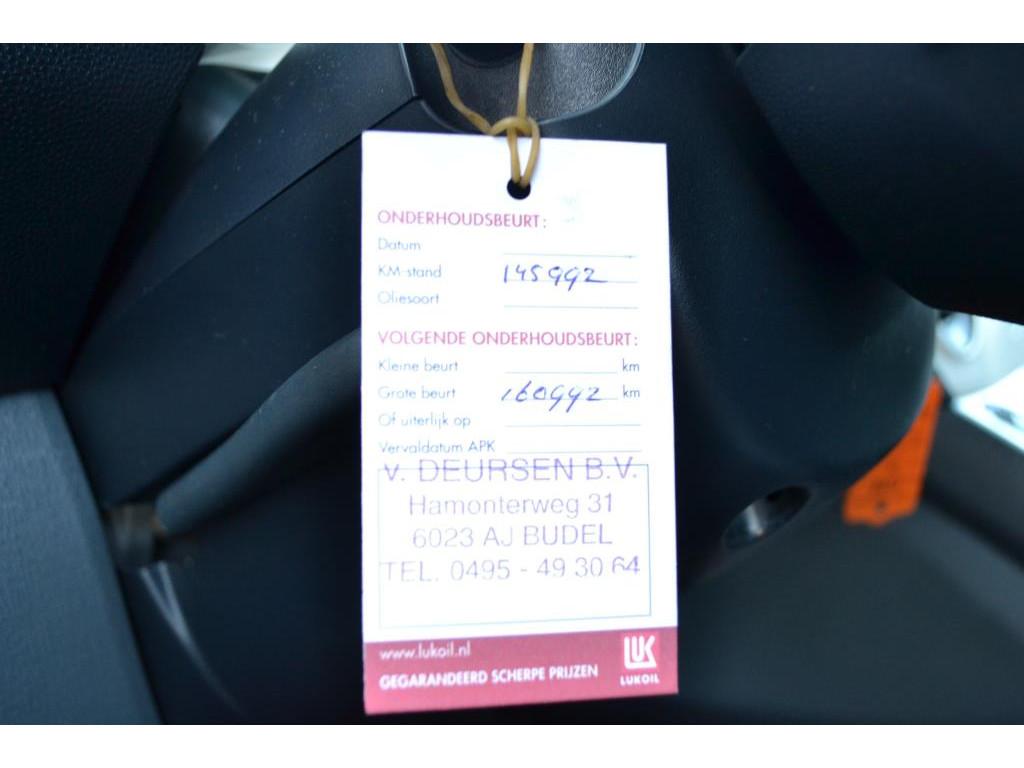 ONDERHOUDSBEURT:
Datum
KM-stand 145992
Oliesoort
VOLGENDE ONDERHOUDSBEURT:
Kleine beurt km
Grote beurt 160992 km
Of uiterlijk op
Vervaldatum APK
v. DEURSEN B.V.
Hamonterweg 31
6023 AJ BUDEL
TEL. 0495 - 49 30 64
www.lukoil.nl
GEGARANDEERD SCHERPE PRIJZEN
LUK
LUKOIL